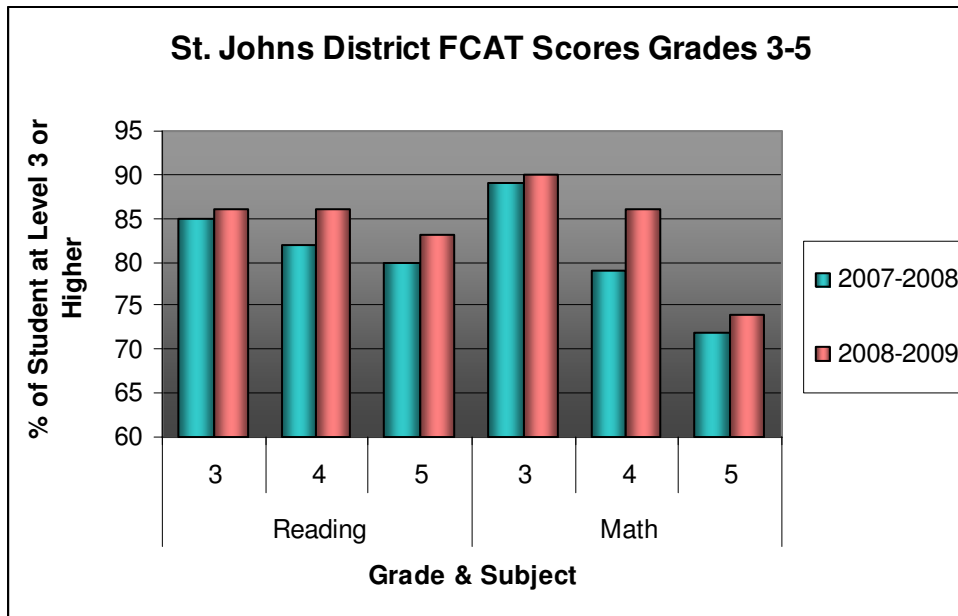 St. Johns District FCAT Scores Grades 3-5
% of Student at Level 3 or
Higher
95
90
85
80
75
70
65
60
3 4 5 3 4 5
Reading Math
Grade & Subject
2007-2008
2008-2009